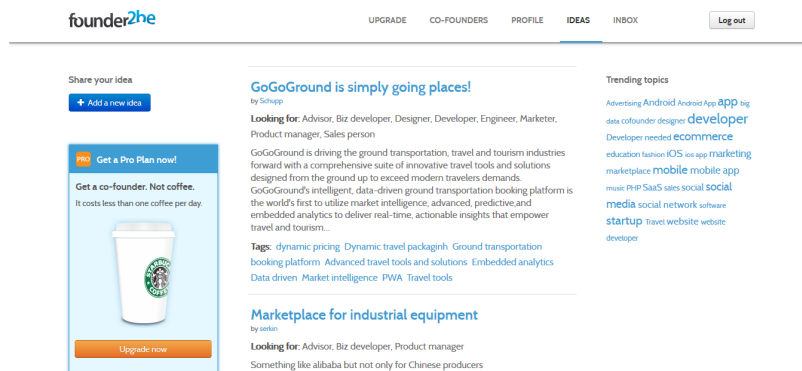 founder2be
UPGRADE CO-FOUNDERS PROFILE IDEAS INBOX Log out
Share your idea
+ Add a new idea
PRO Get a Pro Plan now!
Get a co-founder. Not coffee.
It costs less than one coffee per day.
STARBUCKS COFFEE
Upgrade now
GoGoGround is simply going places!
by Schupp
Looking for: Advisor, Biz developer, Designer, Developer, Engineer, Marketer,
Product manager, Sales person
GoGoGround is driving the ground transportation, travel and tourism industries
forward with a comprehensive suite of innovative travel tools and solutions
designed from the ground up to exceed modern travelers demands.
GoGoGround's intelligent, data-driven ground transportation booking platform is
the world's first to utilize market intelligence, advanced, predictive,and
embedded analytics to deliver real-time, actionable insights that empower
travel and tourism...
Tags: dynamic pricing Dynamic travel packaginh Ground transportation
booking platform Advanced travel tools and solutions Embedded analytics
Data driven Market intelligence PWA Travel tools
Marketplace for industrial equipment
by serkin
Looking for: Advisor, Biz developer, Product manager
Something like alibaba but not only for Chinese producers
Trending topics
Advertising Android Android App app big
data cofounder designer developer
Developer needed ecommerce
education fashion iOS ios app marketing
marketplace mobile mobile app
music PHP SaaS sales social social
media social network software
startup Travel website website
developer